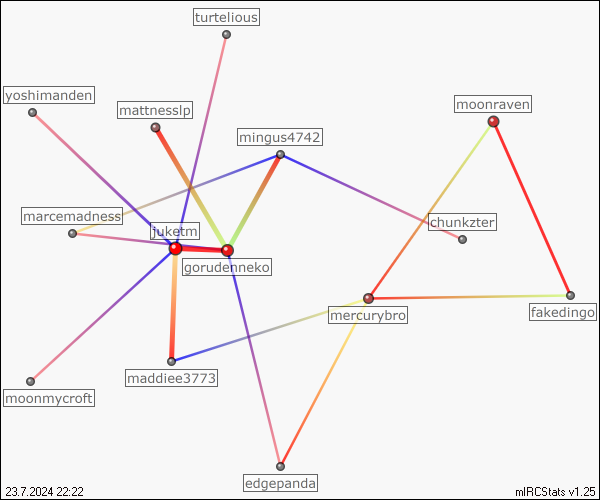 turtelious
yoshimanden
mattnesslp
moonraven
mingus4742
marcemadness
chunkzter
juketm
gorudenneko
mercurybro
fakedingo
maddiee3773
moonmycroft
edgepanda
23.7.2024 22:22
mIRCStats v1.25